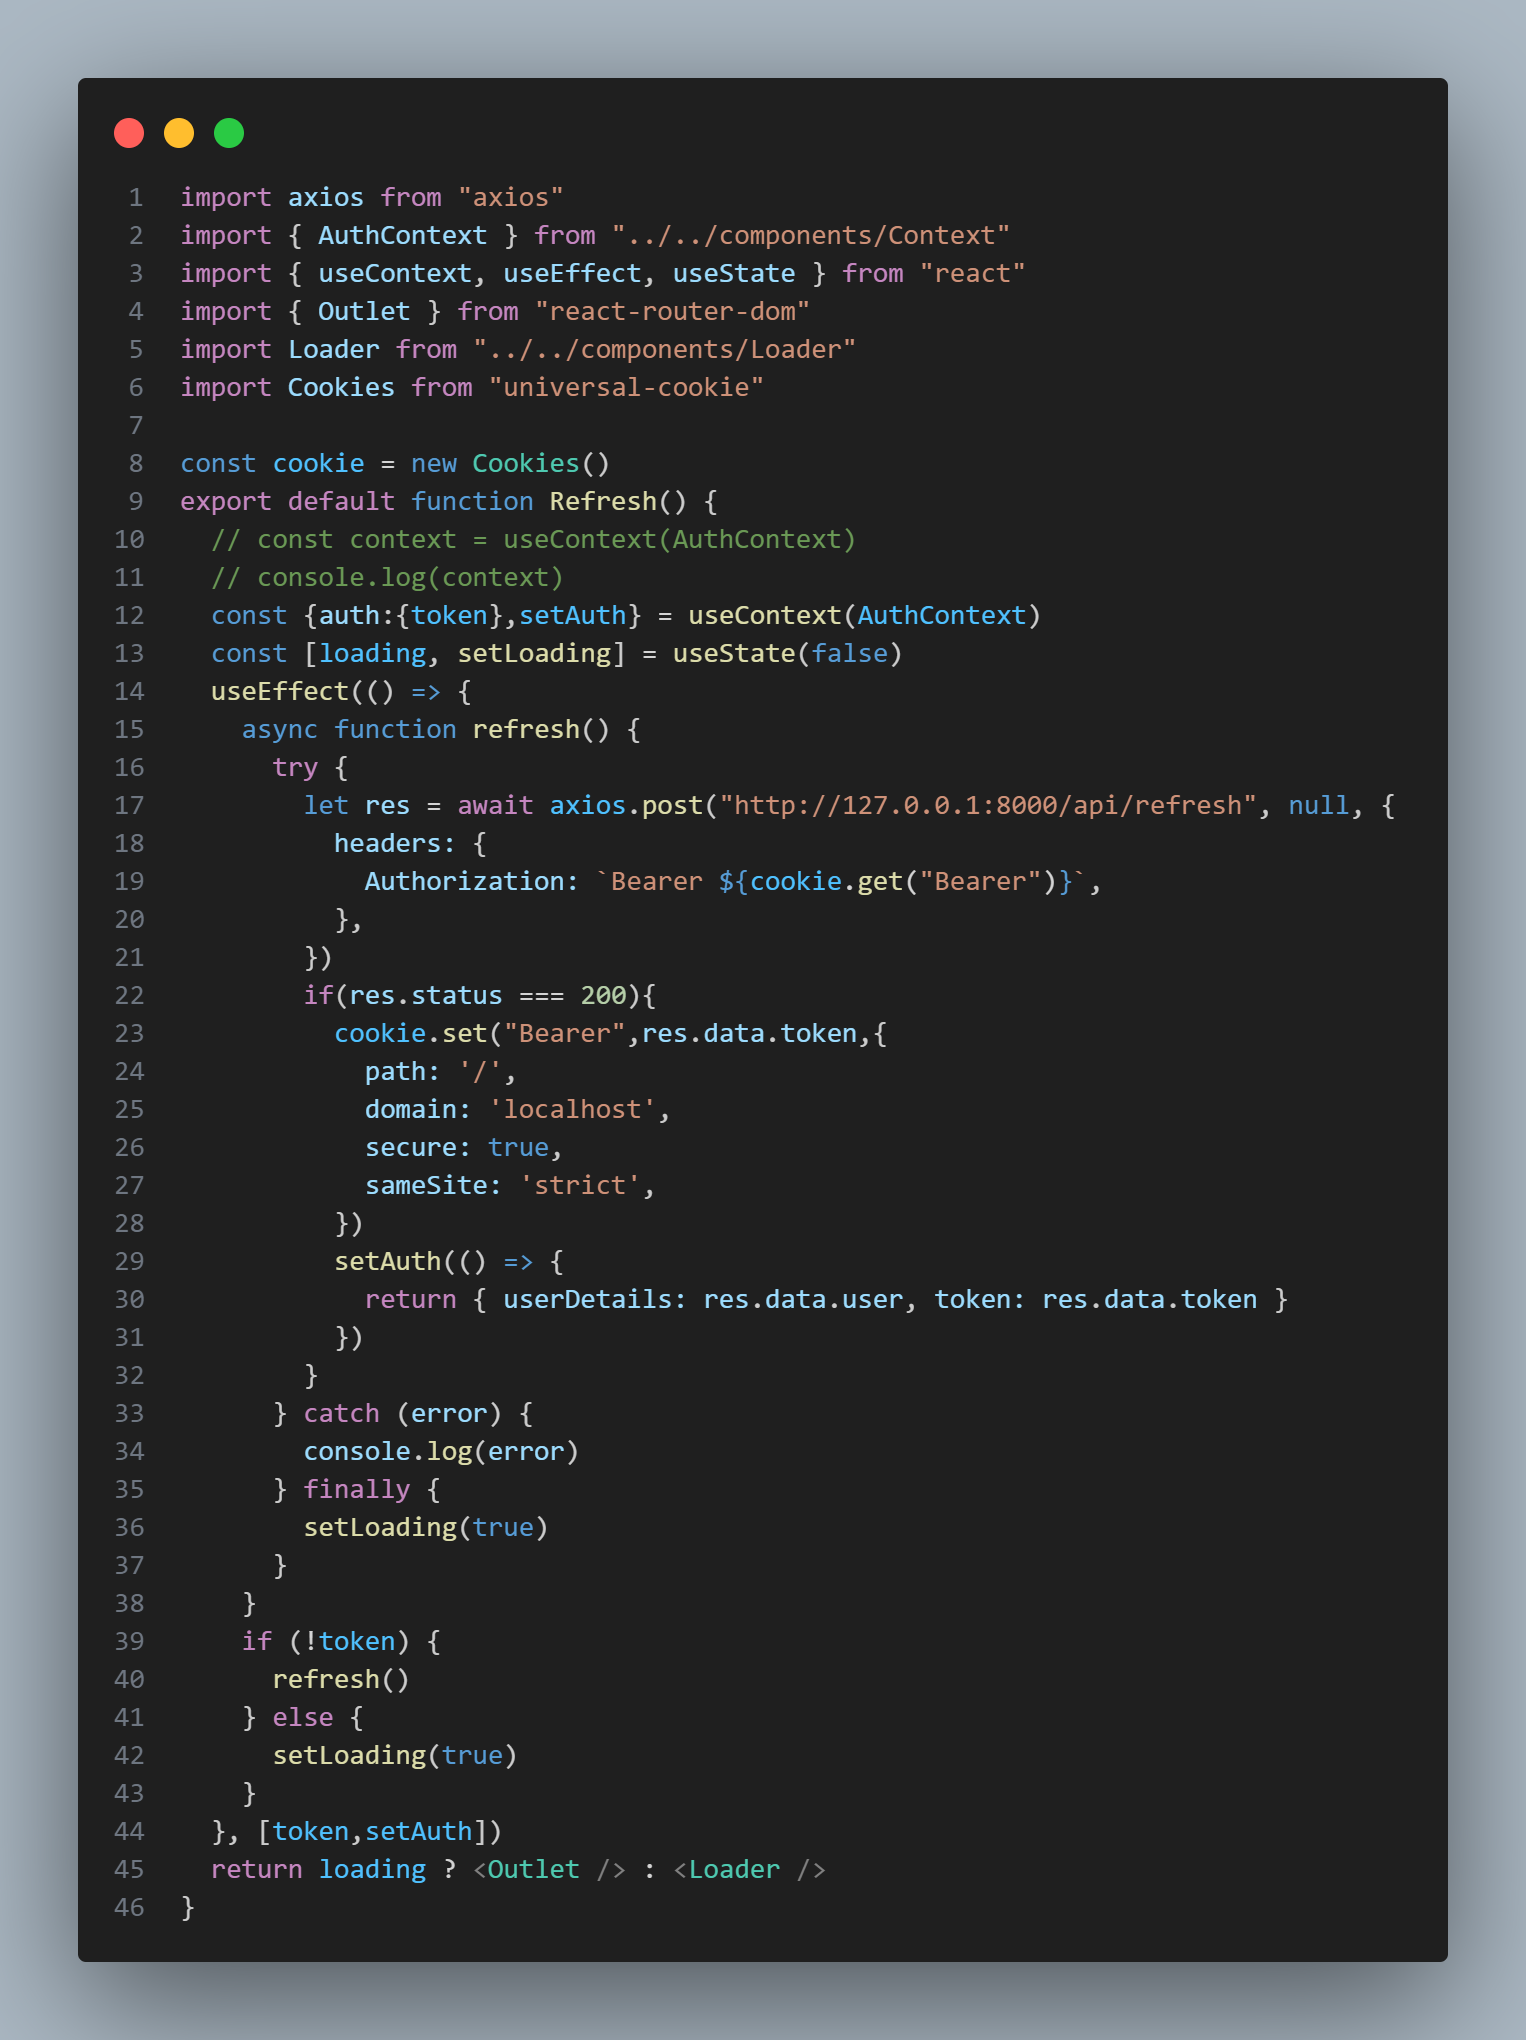 1 import axios from "axios"
2 import { AuthContext } from "../../components/Context"
3 import { useContext, useEffect, useState } from "react"
4 import { Outlet } from "react-router-dom"
5 import Loader from "../../components/Loader"
6 import Cookies from "universal-cookie"
7
8 const cookie = new Cookies()
9 export default function Refresh() {
10   // const context = useContext(AuthContext)
11   // console.log(context)
12   const {auth:{token},setAuth} = useContext(AuthContext)
13   const [loading, setLoading] = useState(false)
14   useEffect(() => {
15     async function refresh() {
16       try {
17         let res = await axios.post("http://127.0.0.1:8000/api/refresh", null, {
18           headers: {
19             Authorization: `Bearer ${cookie.get("Bearer")}`,
20           },
21         })
22         if(res.status === 200){
23           cookie.set("Bearer",res.data.token,{
24             path: '/',
25             domain: 'localhost',
26             secure: true,
27             sameSite: 'strict',
28           })
29           setAuth(() => {
30             return { userDetails: res.data.user, token: res.data.token }
31           })
32         }
33       } catch (error) {
34         console.log(error)
35       } finally {
36         setLoading(true)
37       }
38     }
39     if (!token) {
40       refresh()
41     } else {
42       setLoading(true)
43     }
44   }, [token,setAuth])
45   return loading ? <Outlet /> : <Loader />
46 }